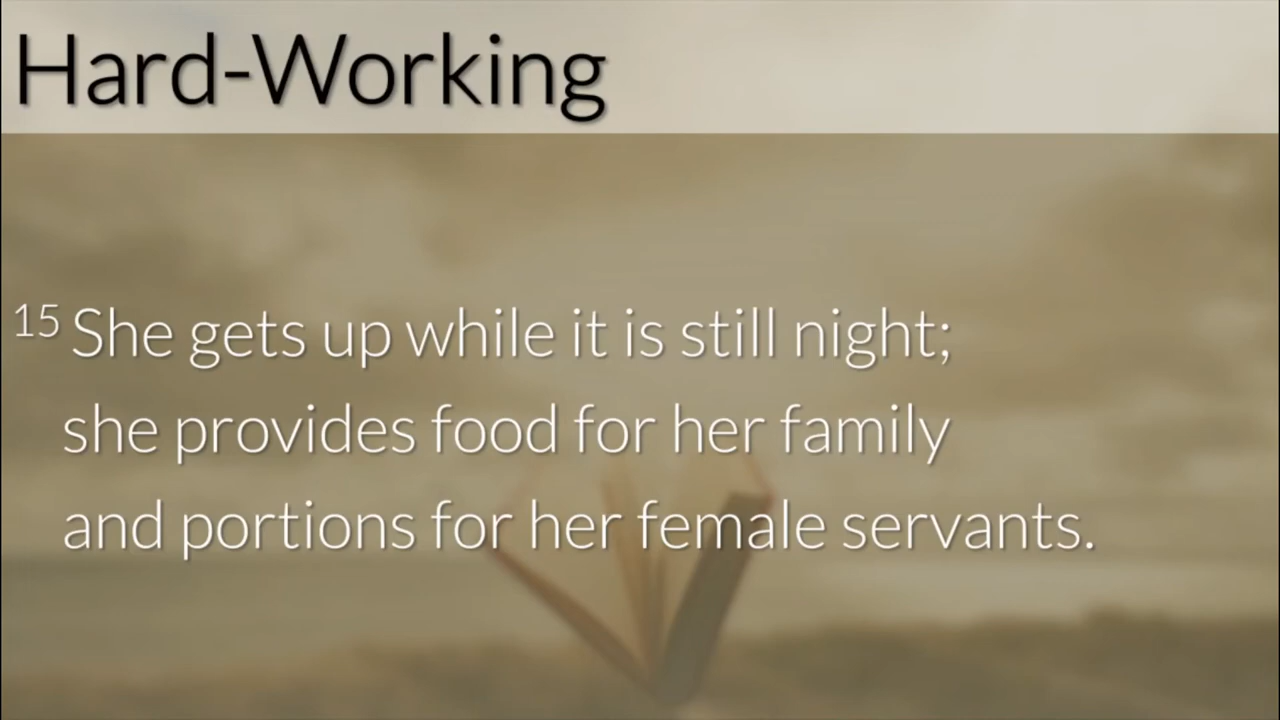 Hard-Working
15 She gets up while it is still night;
she provides food for her family
and portions for her female servants.